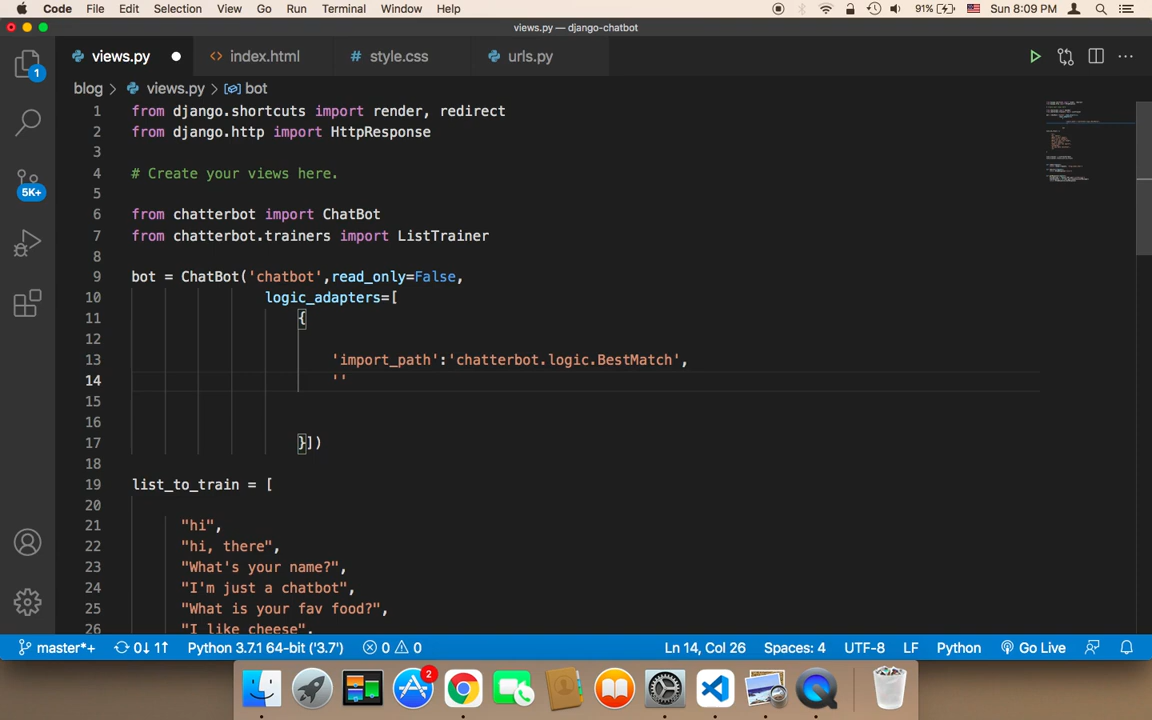 Code File Edit Selection View Go Run Terminal Window Help 91% Sun 8:09 PM
views.py — django-chatbot
views.py index.html style.css urls.py
blog > views.py > bot
1 from django.shortcuts import render, redirect
2 from django.http import HttpResponse
3
4 # Create your views here.
5
6 from chatterbot import ChatBot
7 from chatterbot.trainers import ListTrainer
8
9 bot = ChatBot('chatbot',read_only=False,
10 logic_adapters=[
11 {
12
13 'import_path':'chatterbot.logic.BestMatch',
14 ''
15
16
17 }])
18
19 list_to_train = [
20
21 "hi",
22 "hi, there",
23 "What's your name?",
24 "I'm just a chatbot",
25 "What is your fav food?",
26 "I like cheese",
1
5K+
master*+ 0↓ 1↑ Python 3.7.1 64-bit ('3.7') 0 0 Ln 14, Col 26 Spaces: 4 UTF-8 LF Python Go Live
2